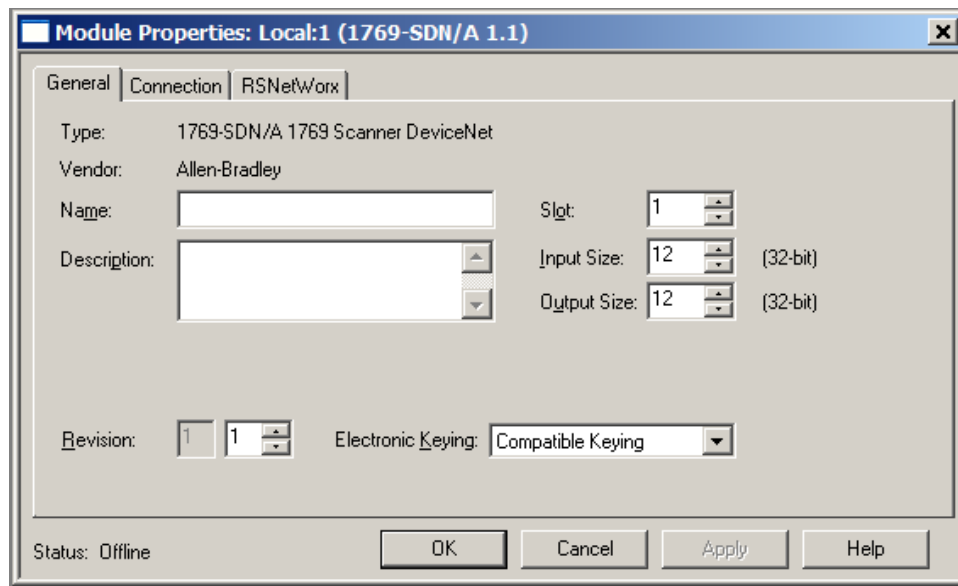 Module Properties: Local:1 (1769-SDN/A 1.1)
General Connection RSNetWorx
Type: 1769-SDN/A 1769 Scanner DeviceNet
Vendor: Allen-Bradley
Name: Slot: 1
Description: Input Size: 12 (32-bit)
Output Size: 12 (32-bit)
Revision: 1 1 Electronic Keying: Compatible Keying
Status: Offline OK Cancel Apply Help